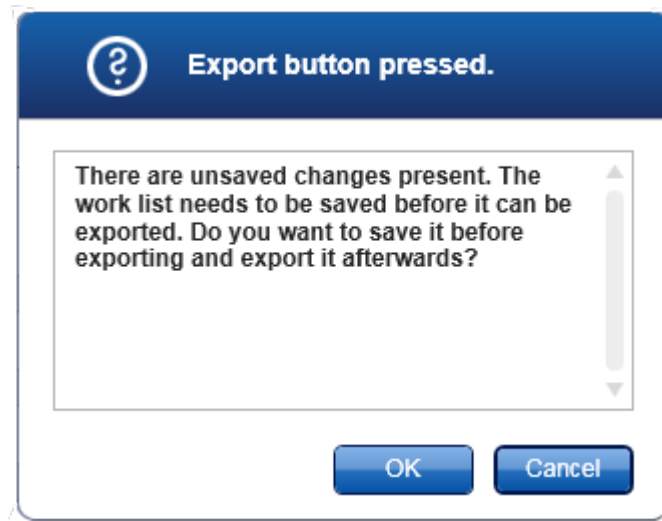 Export button pressed.
There are unsaved changes present. The
work list needs to be saved before it can be
exported. Do you want to save it before
exporting and export it afterwards?
OK
Cancel